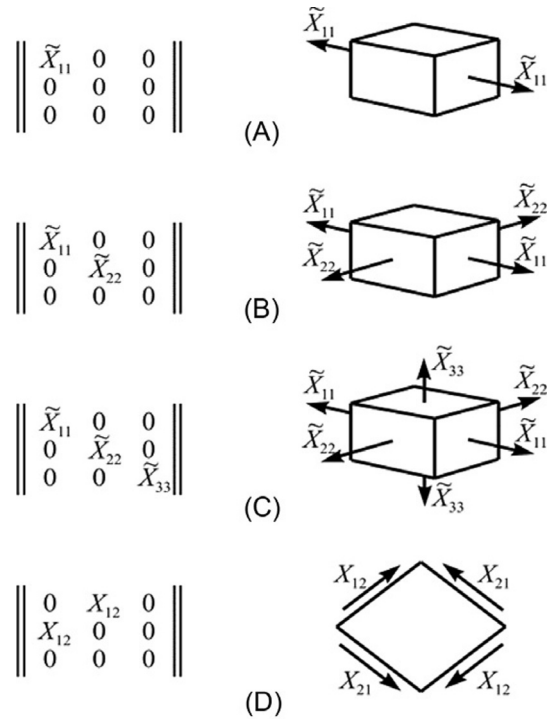 X̃₁₁ 0 0 X̃₁₁
0 0 0 X̃₁₁
0 0 0
(A)
X̃₁₁ 0 0 X̃₁₁ X̃₂₂
0 X̃₂₂ 0 X̃₂₂ X̃₁₁
0 0 0
(B)
X̃₃₃
X̃₁₁ 0 0 X̃₁₁ X̃₂₂
0 X̃₂₂ 0 X̃₂₂ X̃₁₁
0 0 X̃₃₃ X̃₃₃
(C)
0 X₁₂ 0 X₁₂ X₂₁
X₁₂ 0 0
0 0 0 X₂₁ X₁₂
(D)